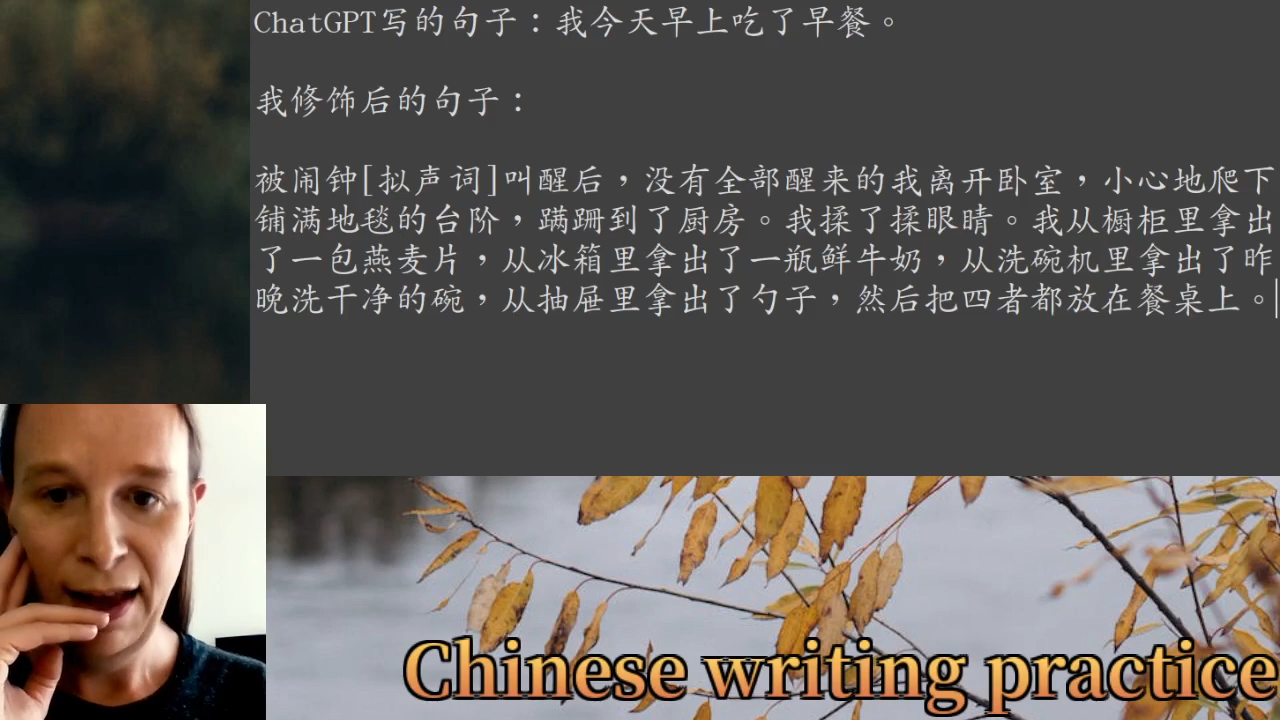 ChatGPT写的句子：我今天早上吃了早餐。
我修饰后的句子：
被闹钟[拟声词]叫醒后，没有全部醒来的我离开卧室，小心地爬下
铺满地毯的台阶，蹒跚到了厨房。我揉了揉眼睛。我从橱柜里拿出
了一包燕麦片，从冰箱里拿出了一瓶鲜牛奶，从洗碗机里拿出了昨
晚洗干净的碗，从抽屉里拿出了勺子，然后把四者都放在餐桌上。
Chinese writing practice